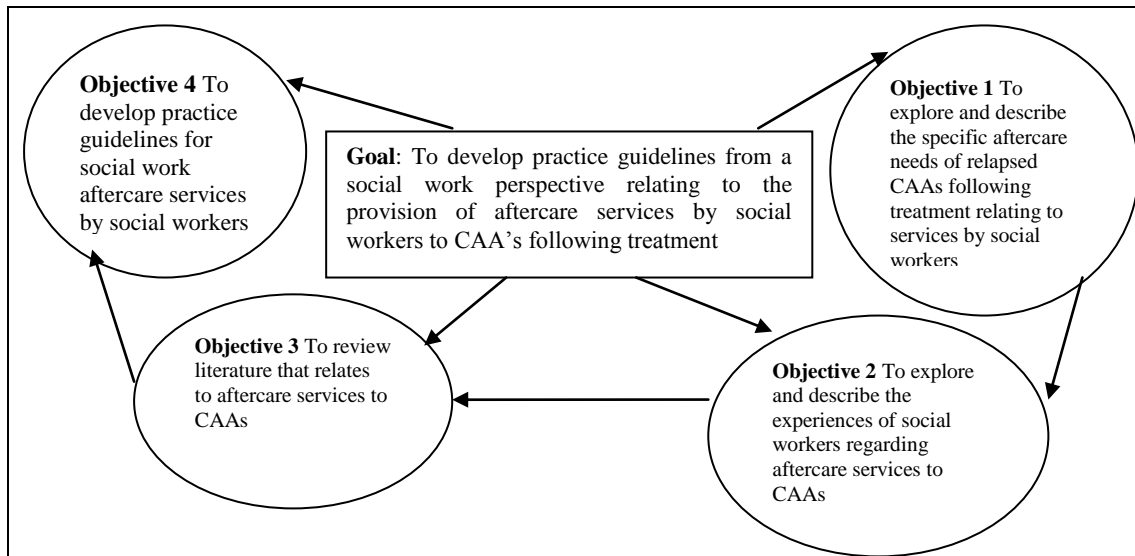 Objective 4 To
develop practice
guidelines for
social work
aftercare services
by social workers
Objective 1 To
explore and describe
the specific aftercare
needs of relapsed
CAAs following
treatment relating to
services by social
workers
Goal: To develop practice guidelines from a
social work perspective relating to the
provision of aftercare services by social
workers to CAA’s following treatment
Objective 3 To review
literature that relates
to aftercare services to
CAAs
Objective 2 To explore
and describe the
experiences of social
workers regarding
aftercare services to
CAAs